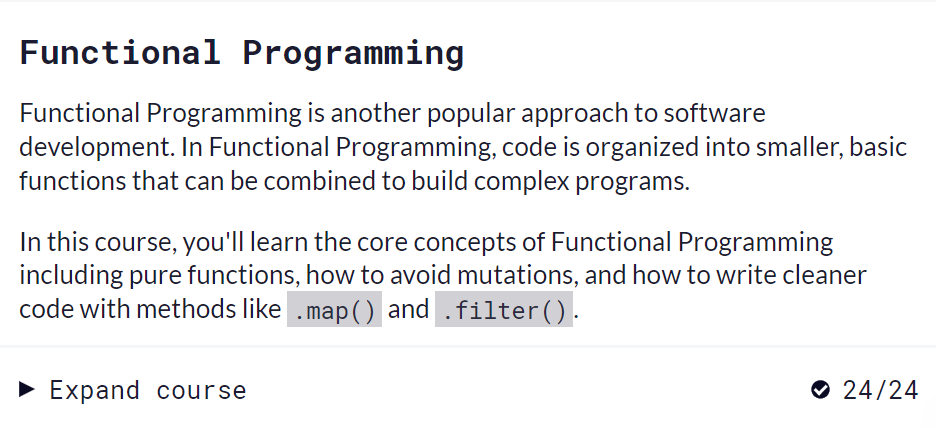 Functional Programming
Functional Programming is another popular approach to software
development. In Functional Programming, code is organized into smaller, basic
functions that can be combined to build complex programs.
In this course, you'll learn the core concepts of Functional Programming
including pure functions, how to avoid mutations, and how to write cleaner
code with methods like .map() and .filter().
Expand course 24/24